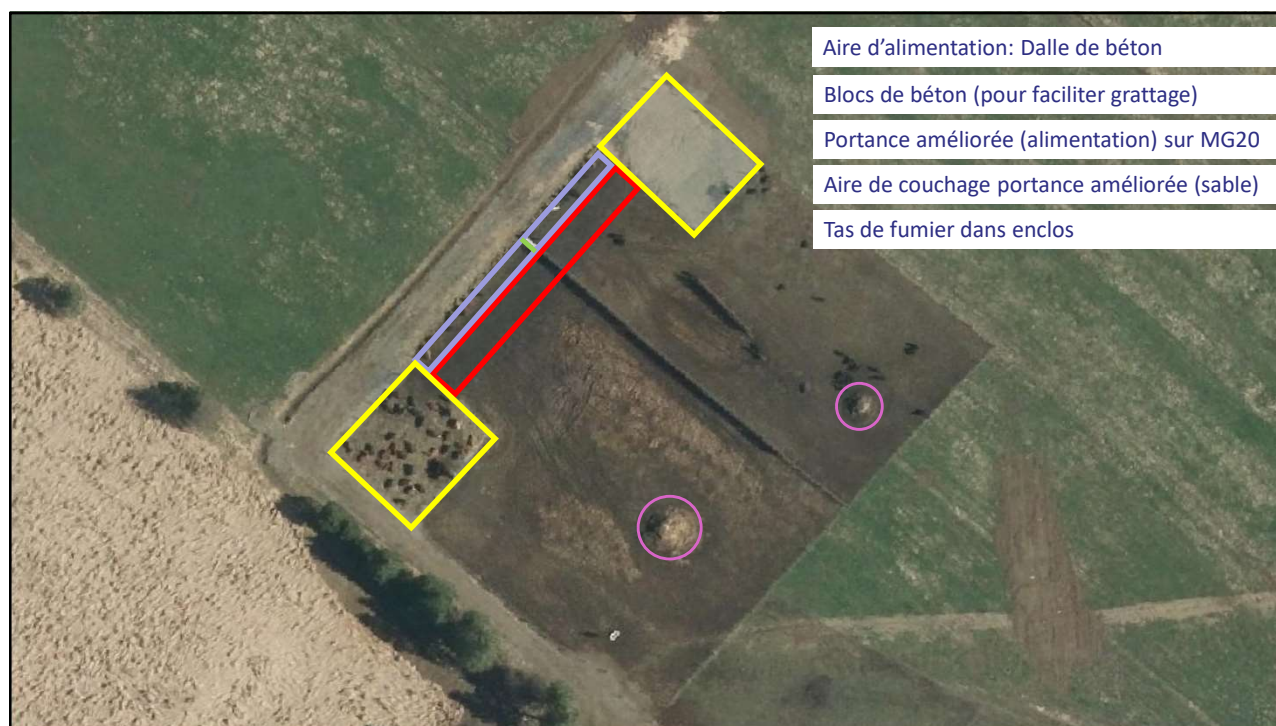 Aire d’alimentation: Dalle de béton
Blocs de béton (pour faciliter grattage)
Portance améliorée (alimentation) sur MG20
Aire de couchage portance améliorée (sable)
Tas de fumier dans enclos